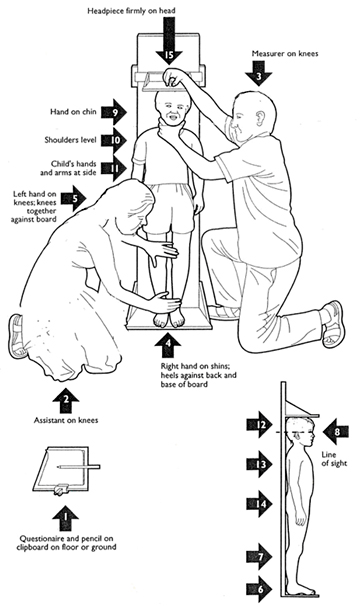 Headpiece firmly on head
15
Measurer on knees
3
Hand on chin
9
Shoulders level
10
Child's hands
and arms at side
11
Left hand on
knees; knees
together
against board
5
4
Right hand on shins;
heels against back and
base of board
2
Assistant on knees
1
Questionaire and pencil on
clipboard on floor or ground
12
8
Line
of sight
13
14
7
6